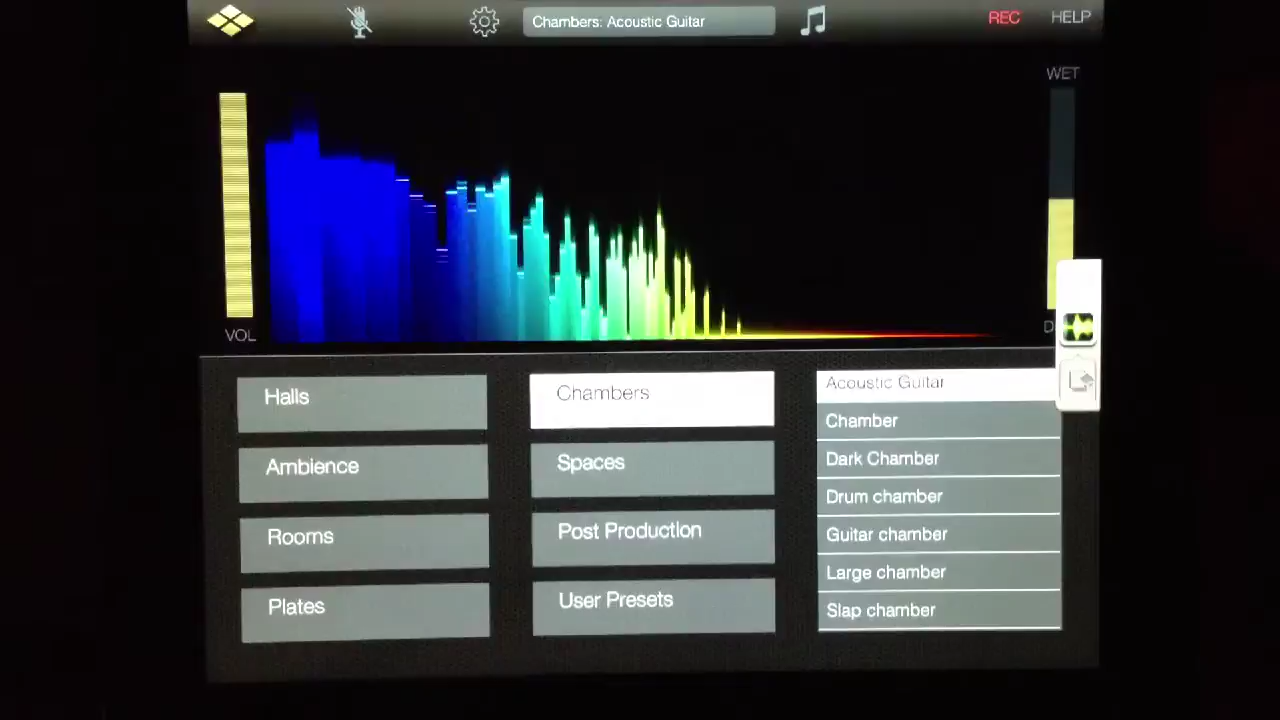 Chambers: Acoustic Guitar
REC
HELP
WET
VOL
D
Halls
Chambers
Acoustic Guitar
Chamber
Ambience
Spaces
Dark Chamber
Drum chamber
Rooms
Post Production
Guitar chamber
Large chamber
Plates
User Presets
Slap chamber